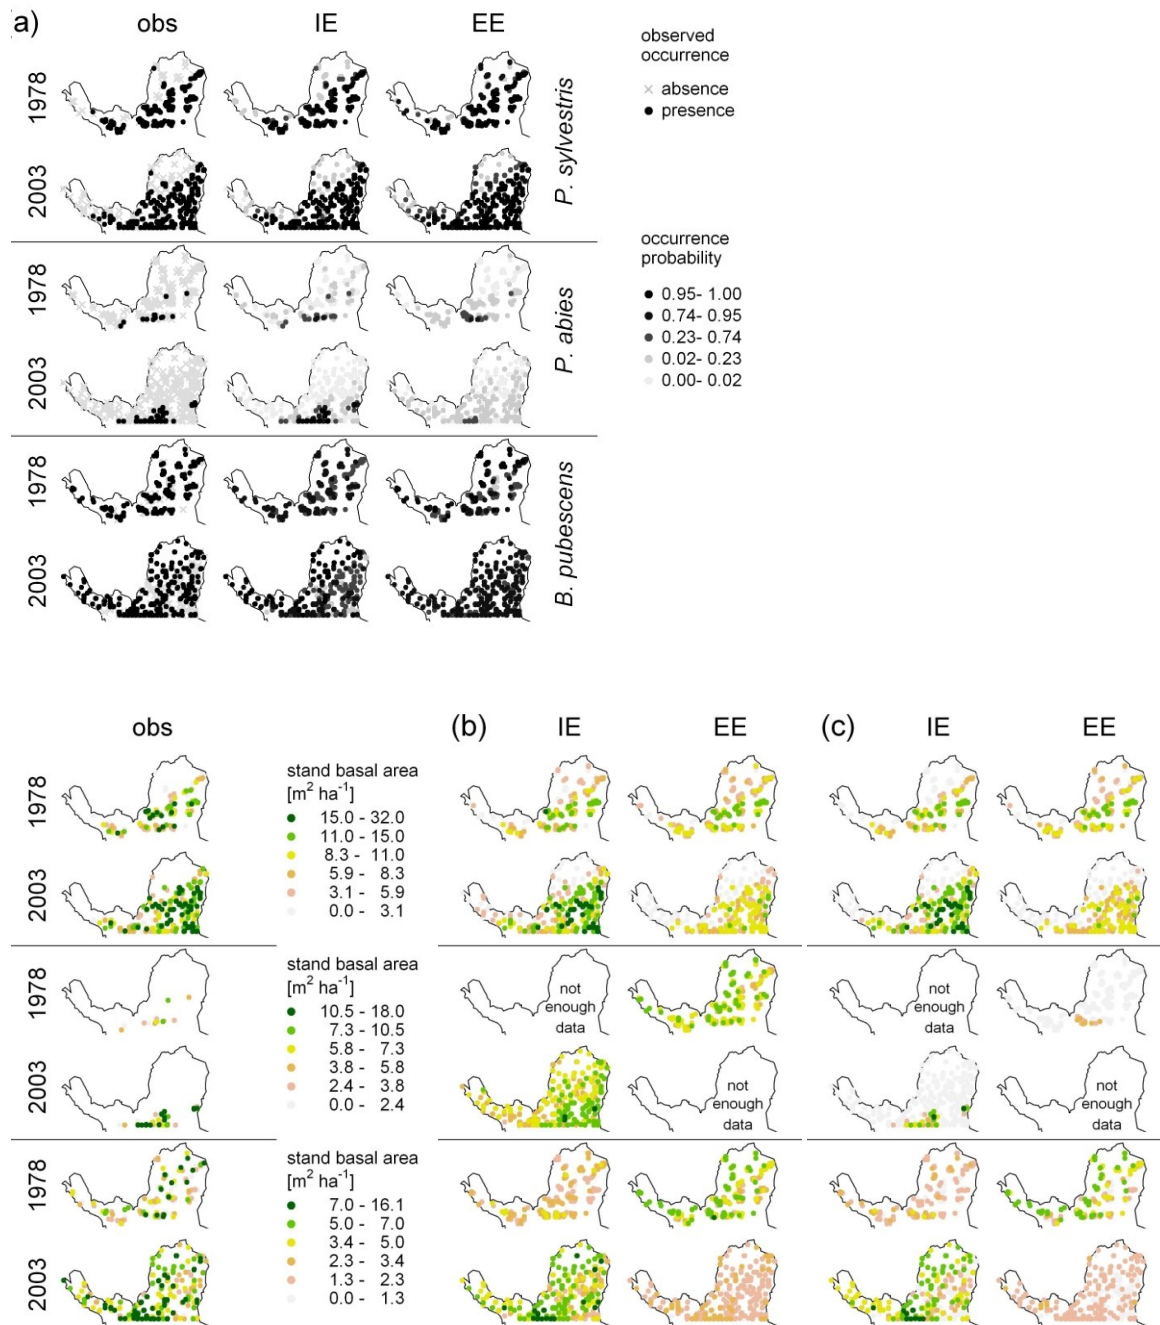 a) obs IE EE
observed
occurrence
× absence
● presence
1978
2003
P. sylvestris
occurrence
probability
● 0.95- 1.00
● 0.74- 0.95
● 0.23- 0.74
● 0.02- 0.23
● 0.00- 0.02
1978
2003
P. abies
1978
2003
B. pubescens
obs (b) IE EE (c) IE EE
1978
2003
stand basal area
[m² ha⁻¹]
15.0 - 32.0
11.0 - 15.0
8.3 - 11.0
5.9 - 8.3
3.1 - 5.9
0.0 - 3.1
1978
2003
stand basal area
[m² ha⁻¹]
10.5 - 18.0
7.3 - 10.5
5.8 - 7.3
3.8 - 5.8
2.4 - 3.8
0.0 - 2.4
not
enough
data
not
enough
data
not
enough
data
not
enough
data
1978
2003
stand basal area
[m² ha⁻¹]
7.0 - 16.1
5.0 - 7.0
3.4 - 5.0
2.3 - 3.4
1.3 - 2.3
0.0 - 1.3